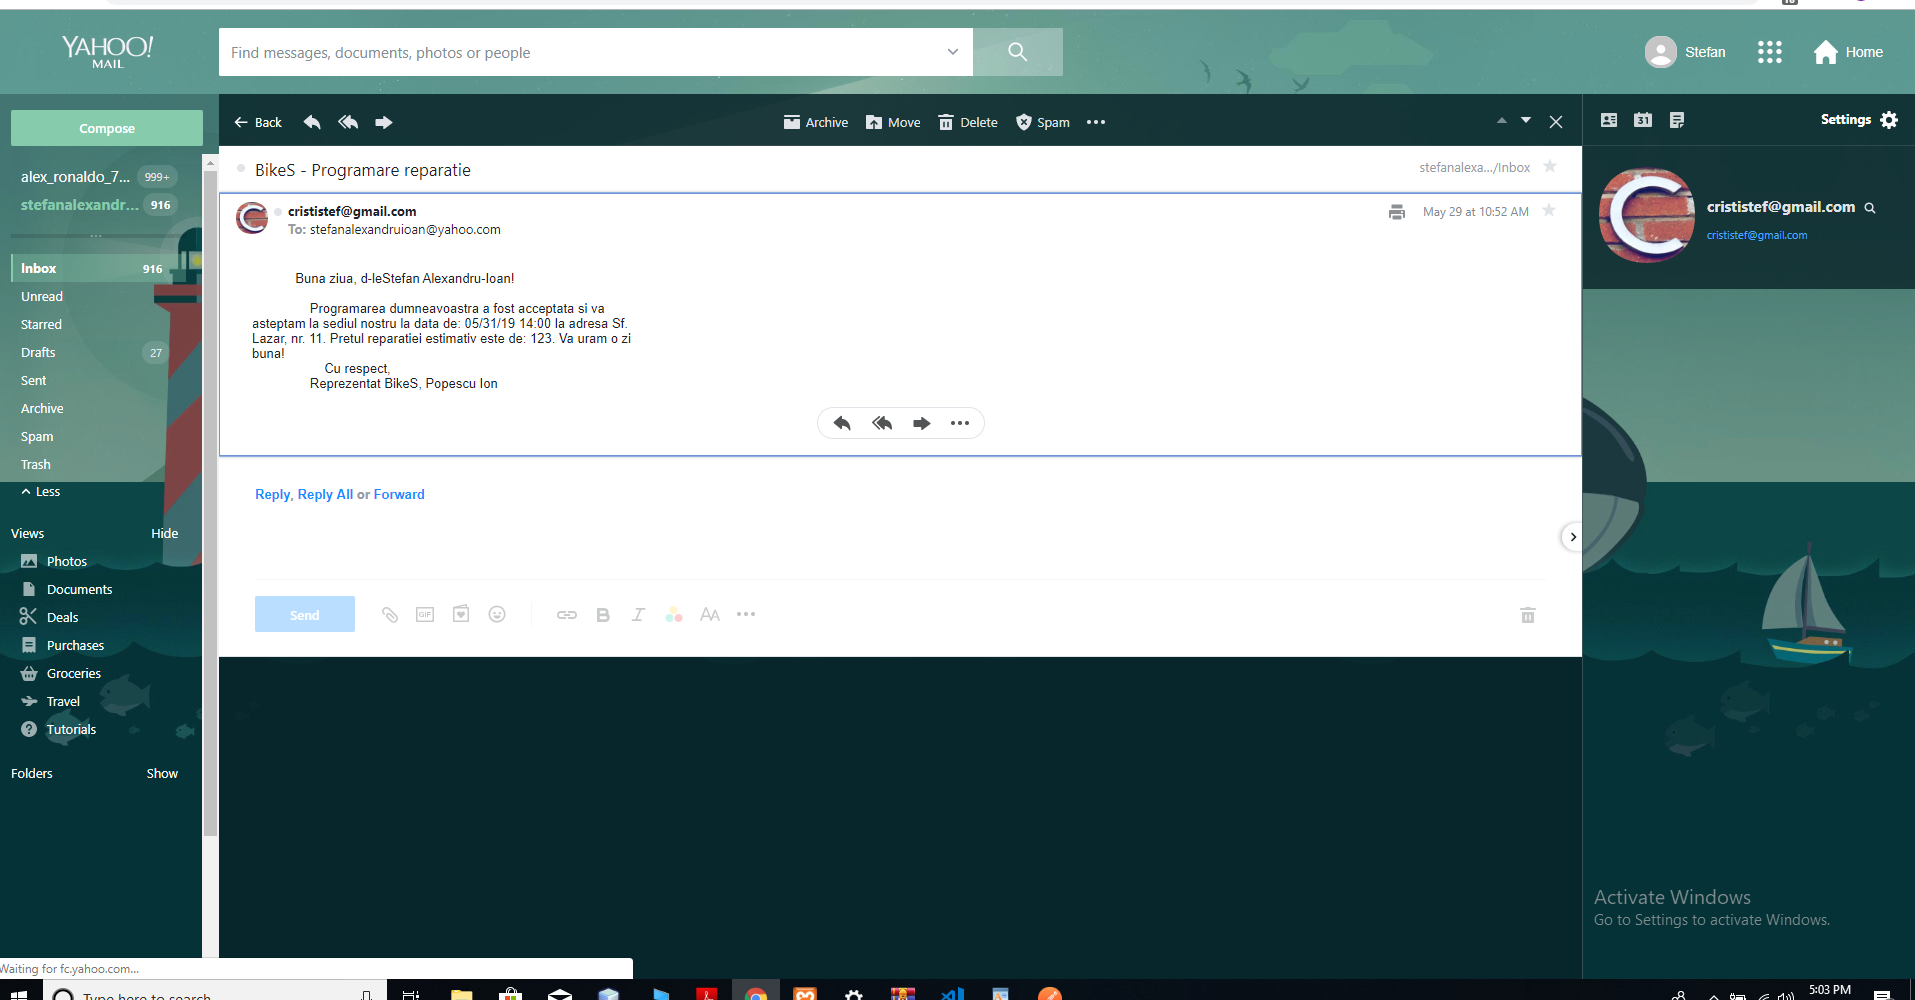 YAHOO!
MAIL
Find messages, documents, photos or people
Stefan
Home
Compose
alex_ronaldo_7... 999+
stefanalexandr... 916
...
Inbox 916
Unread
Starred
Drafts 27
Sent
Archive
Spam
Trash
Less
Views Hide
Photos
Documents
Deals
Purchases
Groceries
Travel
Tutorials
Folders Show
Back
Archive Move Delete Spam
31
Settings
BikeS - Programare reparatie
stefanalexa.../Inbox
crististef@gmail.com
To: stefanalexandruioan@yahoo.com
May 29 at 10:52 AM
Buna ziua, d-leStefan Alexandru-Ioan!
Programarea dumneavoastra a fost acceptata si va
asteptam la sediul nostru la data de: 05/31/19 14:00 la adresa Sf.
Lazar, nr. 11. Pretul reparatiei estimativ este de: 123. Va uram o zi
buna!
Cu respect,
Reprezentat BikeS, Popescu Ion
Reply, Reply All or Forward
Send
GIF
B I AA
C
crististef@gmail.com
crististef@gmail.com
Activate Windows
Go to Settings to activate Windows.
Waiting for fc.yahoo.com...
Type here to search
5:03 PM